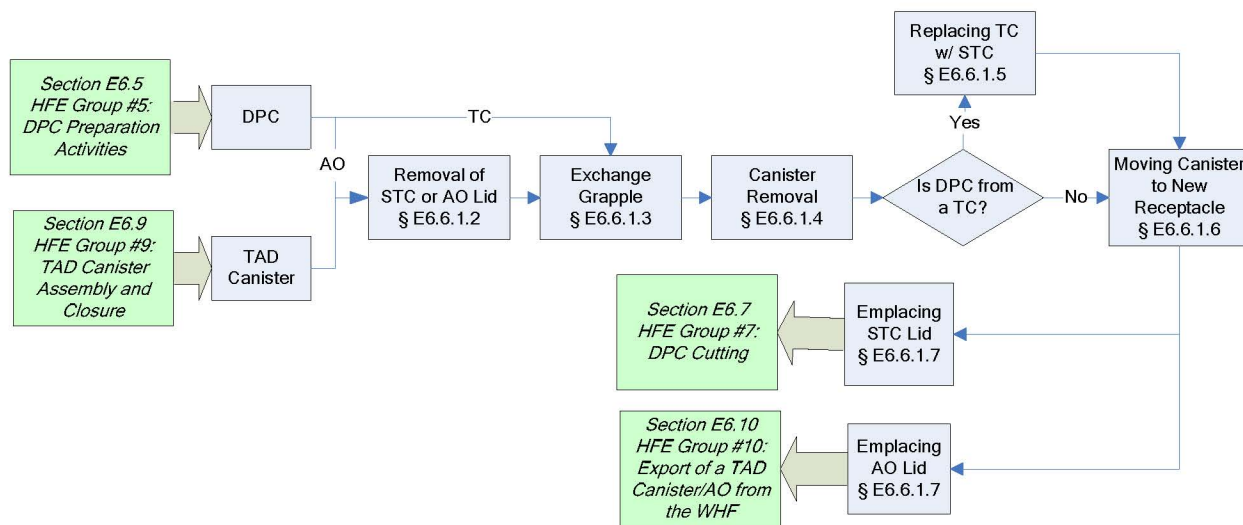 Section E6.5
HFE Group #5:
DPC Preparation
Activities
DPC
TC
AO
Section E6.9
HFE Group #9:
TAD Canister
Assembly and
Closure
TAD
Canister
Removal of
STC or AO Lid
§ E6.6.1.2
Exchange
Grapple
§ E6.6.1.3
Canister
Removal
§ E6.6.1.4
Is DPC from
a TC?
Yes
Replacing TC
w/ STC
§ E6.6.1.5
No
Moving Canister
to New
Receptacle
§ E6.6.1.6
Emplacing
STC Lid
§ E6.6.1.7
Section E6.7
HFE Group #7:
DPC Cutting
Emplacing
AO Lid
§ E6.6.1.7
Section E6.10
HFE Group #10:
Export of a TAD
Canister/AO from
the WHF